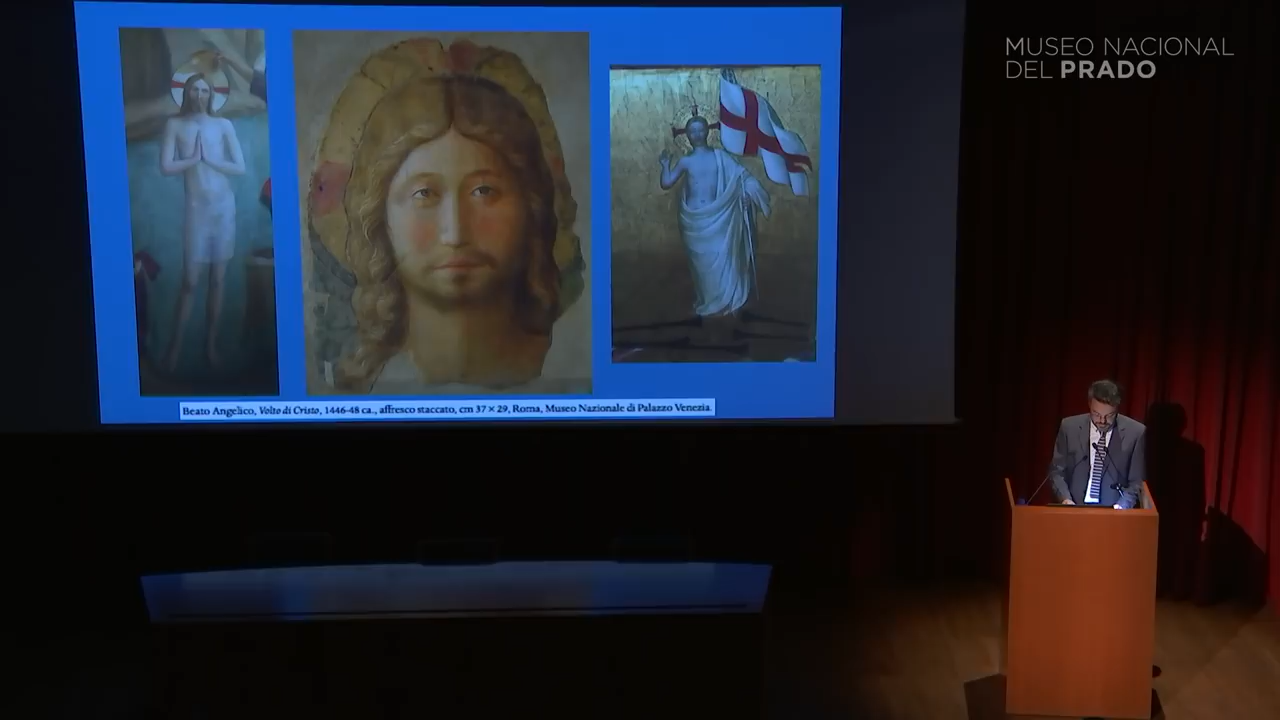 MUSEO NACIONAL
DEL PRADO
Beato Angelico, Volto di Cristo, 1446-48 ca., affresco staccato, cm 37 × 29, Roma, Museo Nazionale di Palazzo Venezia.